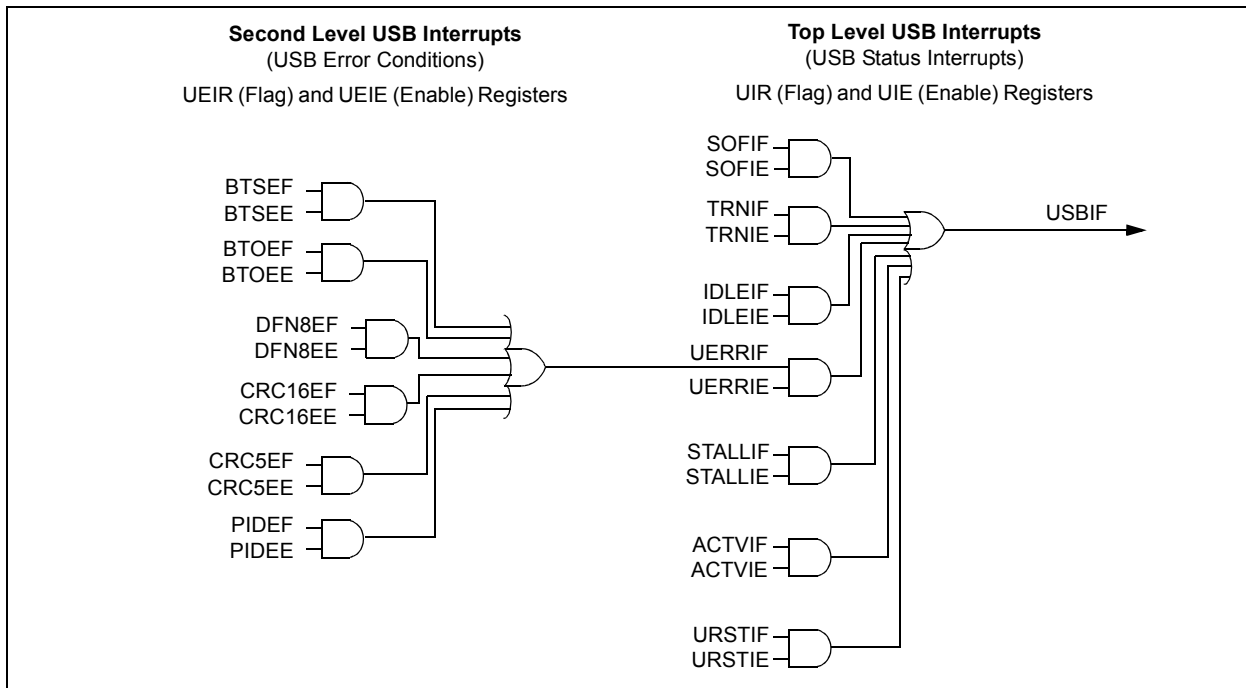 Second Level USB Interrupts
(USB Error Conditions)
UEIR (Flag) and UEIE (Enable) Registers
BTSEF
BTSEE
BTOEF
BTOEE
DFN8EF
DFN8EE
CRC16EF
CRC16EE
CRC5EF
CRC5EE
PIDEF
PIDEE
Top Level USB Interrupts
(USB Status Interrupts)
UIR (Flag) and UIE (Enable) Registers
SOFIF
SOFIE
TRNIF
TRNIE
IDLEIF
IDLEIE
UERRIF
UERRIE
STALLIF
STALLIE
ACTVIF
ACTVIE
URSTIF
URSTIE
USBIF